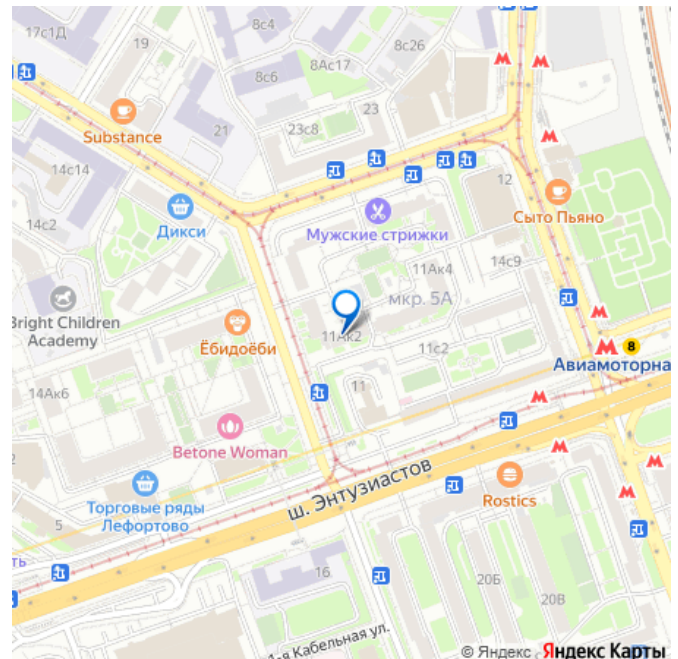 17с1Д
19
8с4
8с26
8Ас17
8с6
Substance
21
23с8
23
14с14
12
14с2
Дикси
Мужские стрижки
Сыто Пьяно
11Ак4
14с9
мкр. 5А
Bright Children
Academy
Ёбидоёби
11Ак2
11с2
8
Авиамоторна
14Ак6
11
Betone Woman
ш. Энтузиастов
Rostics
Торговые ряды
Лефортово
5
ть
16
20Б
20В
1-я Кабельная ул.
© Яндекс Яндекс Карты